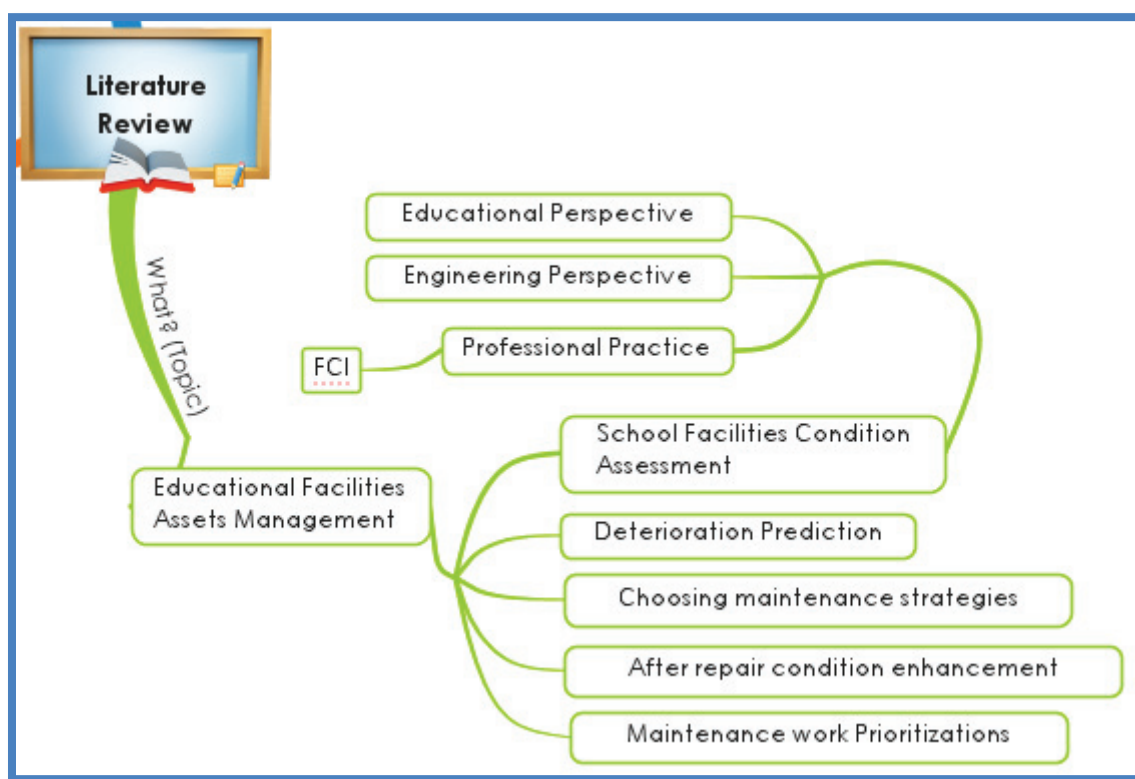 Literature
Review
What? (Topic)
Educational Perspective
Engineering Perspective
Professional Practice
FCI
School Facilities Condition
Assessment
Educational Facilities
Assets Management
Deterioration Prediction
Choosing maintenance strategies
After repair condition enhancement
Maintenance work Prioritizations